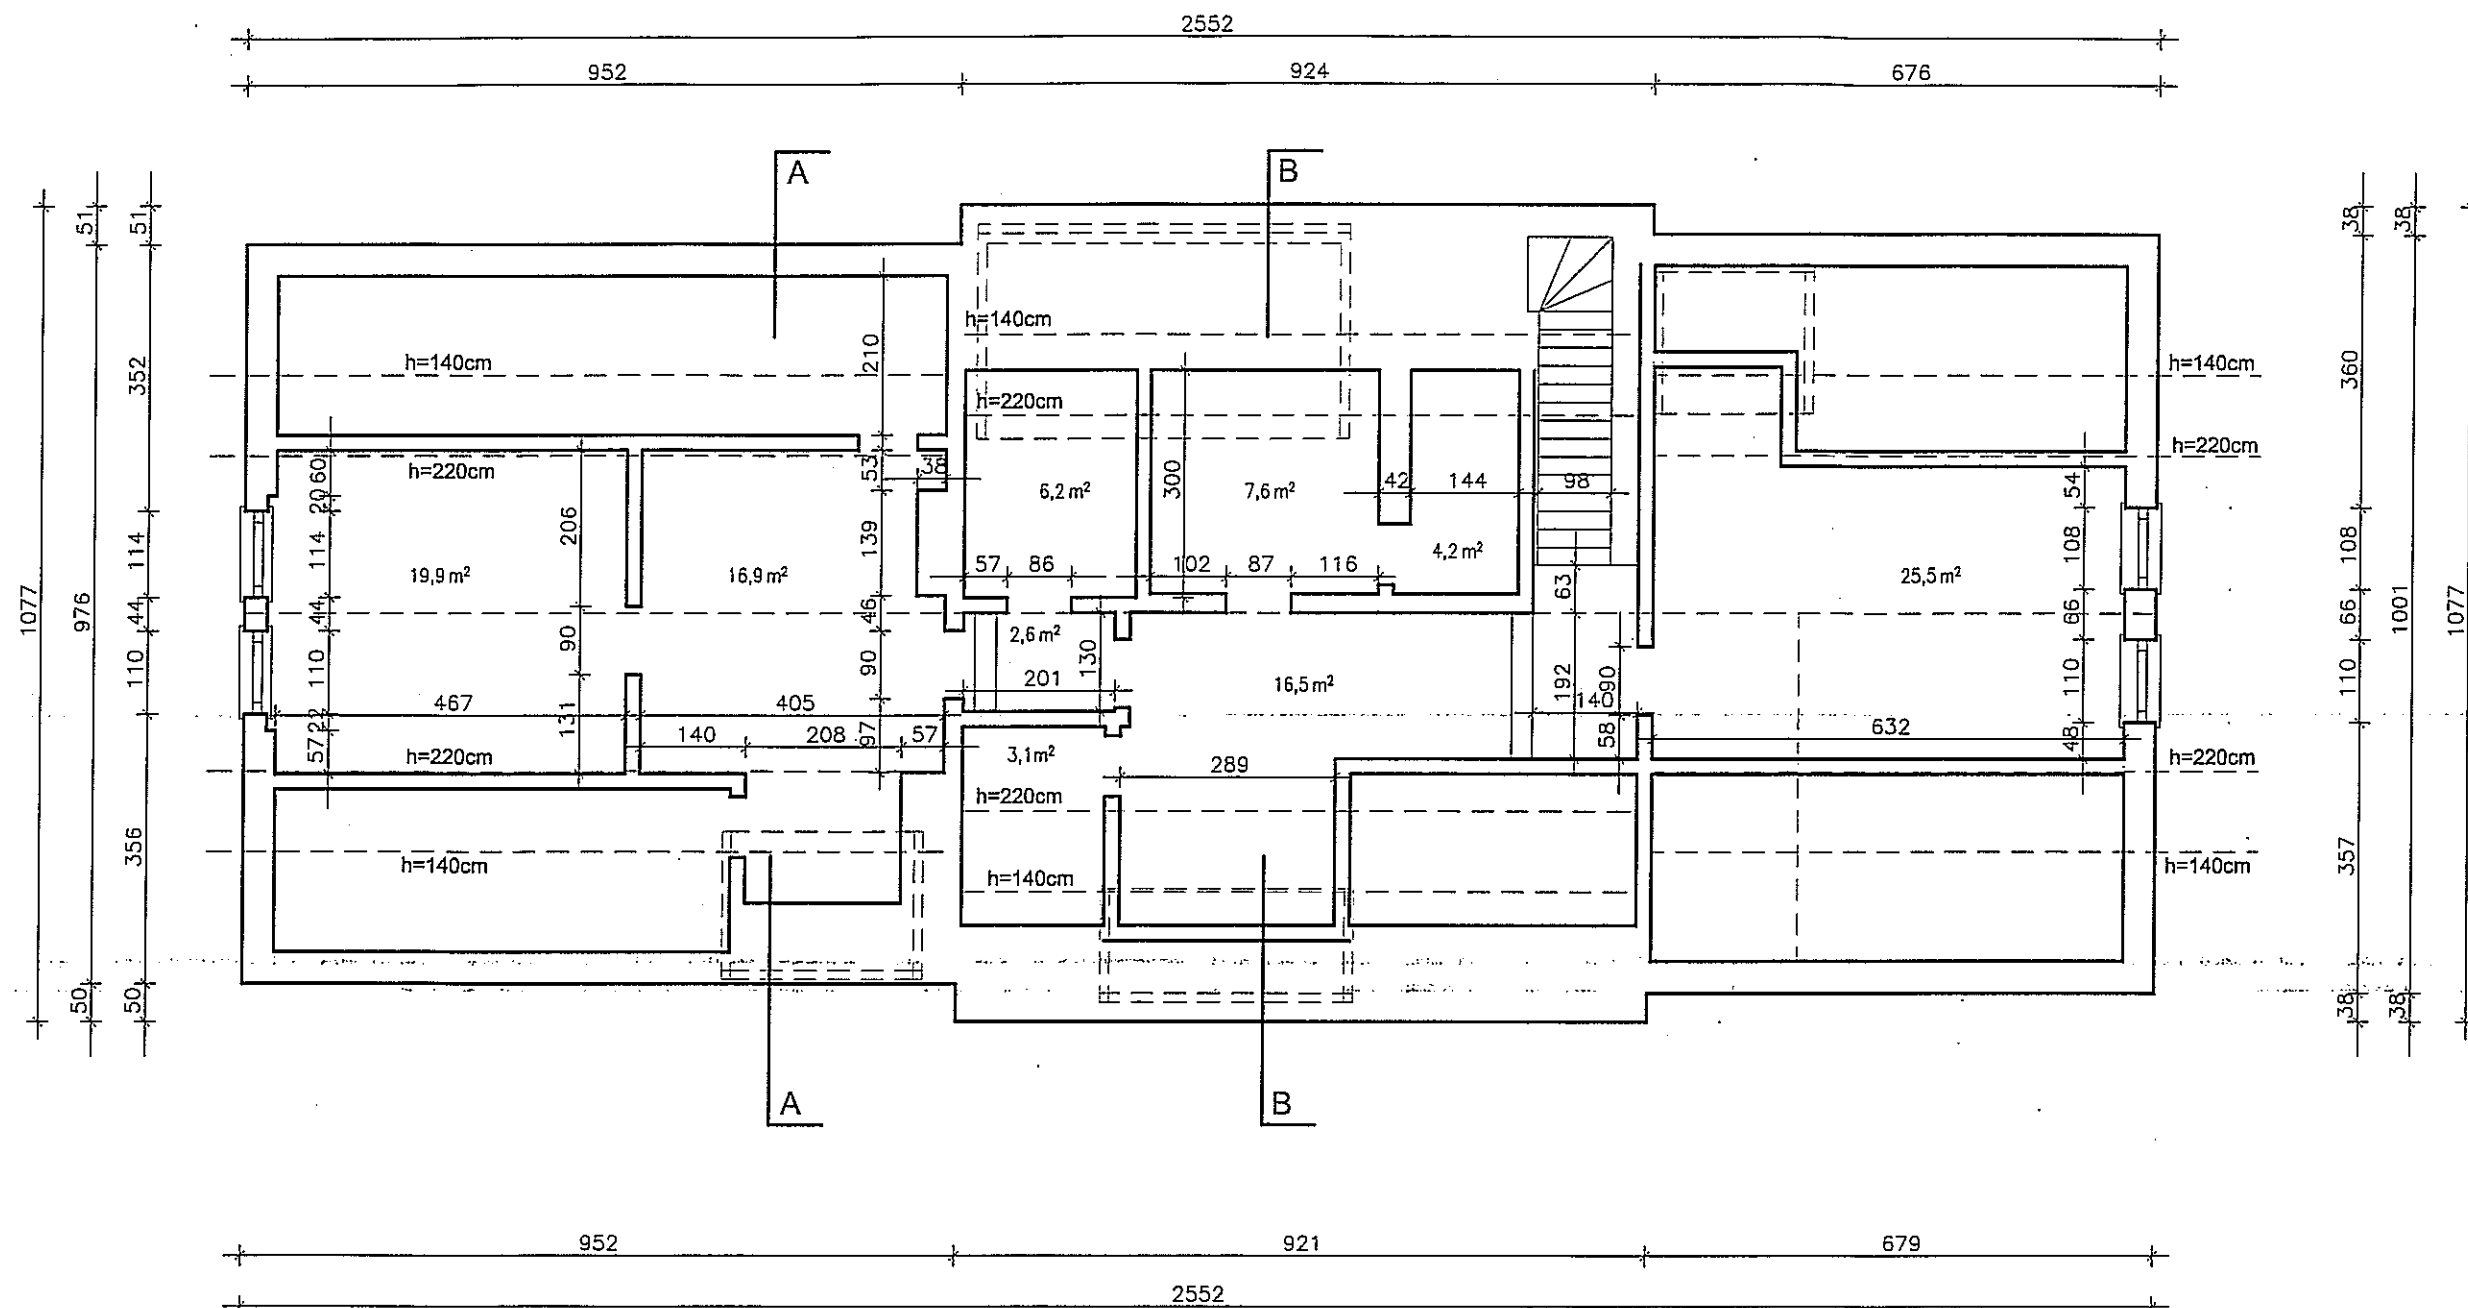 2552
952 924 676
A B
51 51 38 38
h=140cm
h=140cm 210 h=140cm
352 360
h=220cm
h=220cm
h=220cm
60 53 38
20
6,2 m² 300 7,6 m² 42 144 98 54
206
114 114 139 108 108
4,2 m²
57 86 102 87 116
19,9 m² 16,9 m² 63 25,5 m²
1077 976 44 44 46 66 66 1001 1077
2,6 m²
110 110 90 90 130 192 90 110 110
201 16,5 m²
467 405 140
22 131 97 58 632 48
57 140 208 57 3,1m²
h=220cm 289 h=220cm
h=220cm
356 357
h=140cm h=140cm h=140cm
50 50 38 38
A B
952 921 679
2552